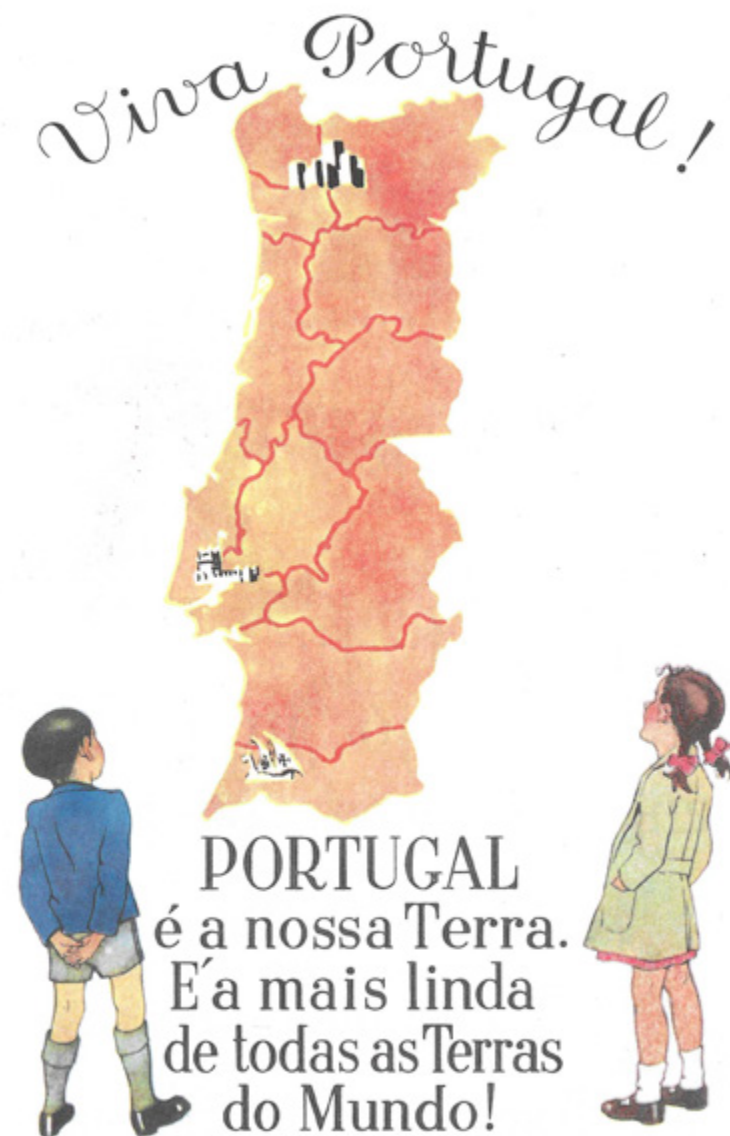 Viva Portugal!
PORTUGAL
é a nossa Terra.
E´a mais linda
de todas as Terras
do Mundo!